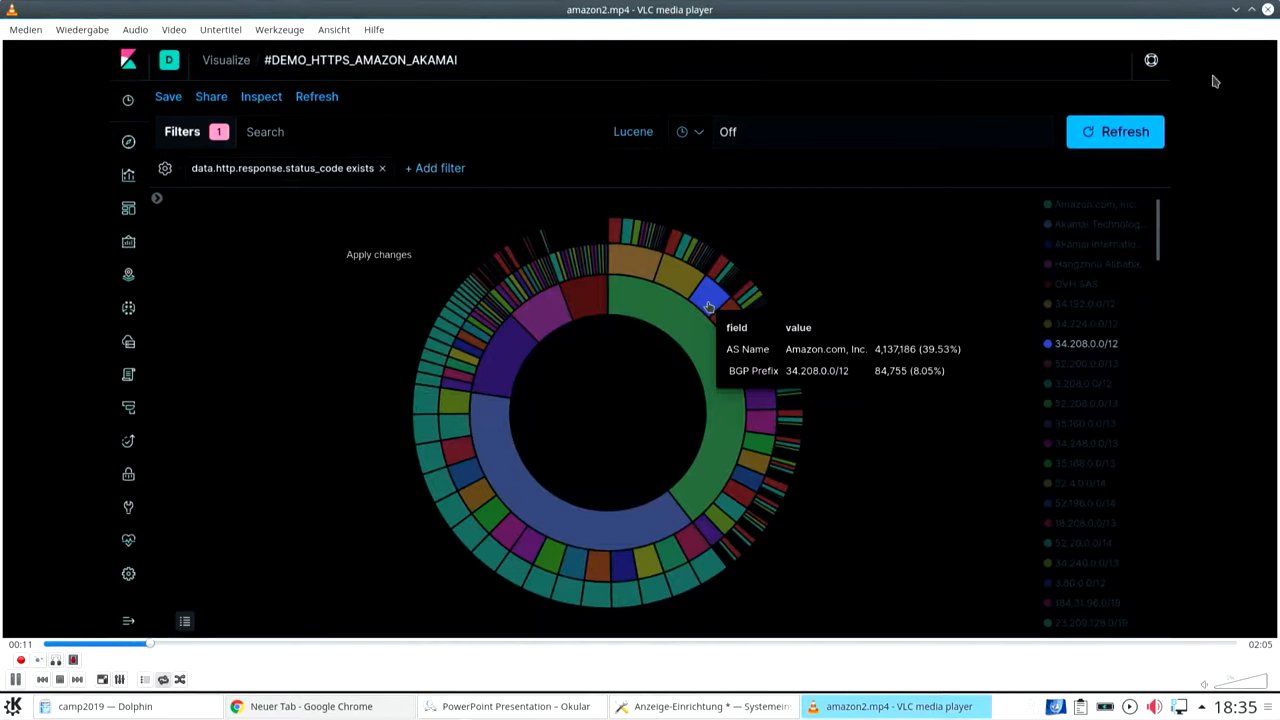 amazon2.mp4 - VLC media player
Medien Wiedergabe Audio Video Untertitel Werkzeuge Ansicht Hilfe
D Visualize #DEMO_HTTPS_AMAZON_AKAMAI
Save Share Inspect Refresh
Filters 1 Search Lucene Off Refresh
data.http.response.status_code exists × + Add filter
Apply changes
field value
AS Name Amazon.com, Inc. 4,137,186 (39.53%)
BGP Prefix 34.208.0.0/12 84,755 (8.05%)
Amazon.com, Inc.
Akamai Technolog...
Akamai Internatio...
Hangzhou Alibaba...
OVH SAS
34.192.0.0/12
34.224.0.0/12
34.208.0.0/12
52.200.0.0/13
3.208.0.0/12
52.208.0.0/13
35.160.0.0/13
34.248.0.0/13
35.168.0.0/13
52.4.0.0/14
52.196.0.0/14
18.208.0.0/13
52.20.0.0/14
34.240.0.0/13
3.80.0.0/12
184.31.96.0/19
23.209.128.0/19
00:11 02:05
camp2019 — Dolphin
Neuer Tab - Google Chrome
PowerPoint Presentation – Okular
Anzeige-Einrichtung * — Systemein
amazon2.mp4 - VLC media player
18:35